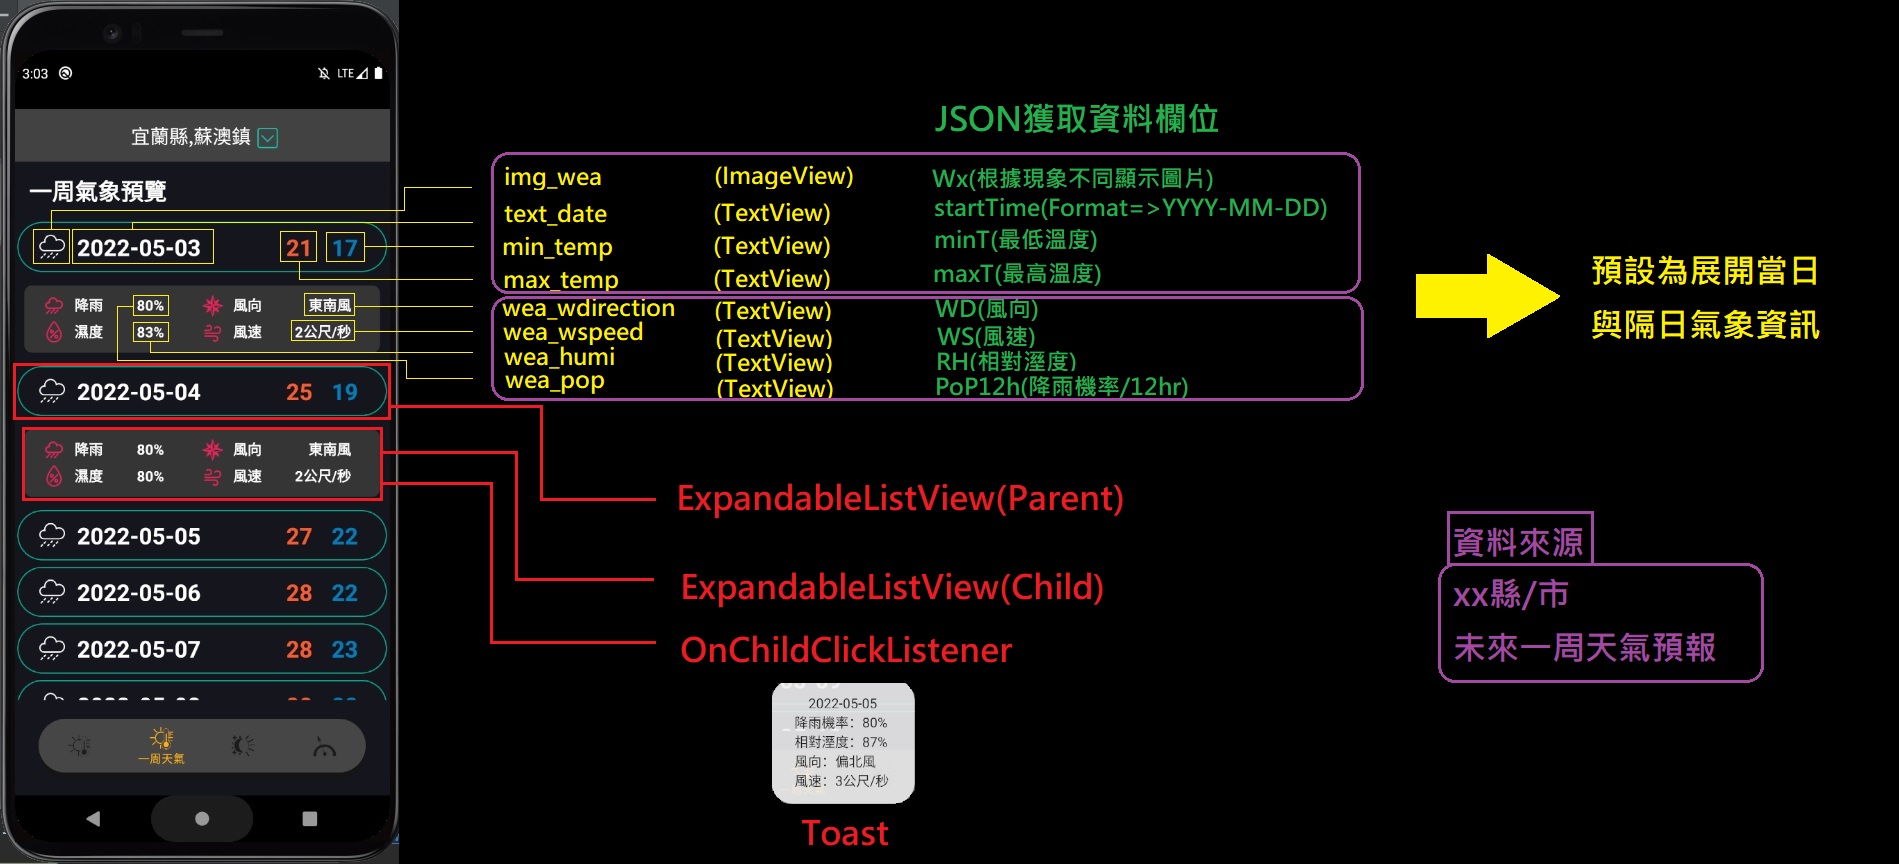 3:03
LTE
宜蘭縣,蘇澳鎮
一周氣象預覽
2022-05-03 21 17
降雨 80% 風向 東南風
濕度 83% 風速 2公尺/秒
2022-05-04 25 19
降雨 80% 風向 東南風
濕度 80% 風速 2公尺/秒
2022-05-05 27 22
2022-05-06 28 22
2022-05-07 28 23
一周天氣
JSON獲取資料欄位
img_wea (ImageView) Wx(根據現象不同顯示圖片)
text_date (TextView) startTime(Format=>YYYY-MM-DD)
min_temp (TextView) minT(最低溫度)
max_temp (TextView) maxT(最高溫度)
wea_wdirection (TextView) WD(風向)
wea_wspeed (TextView) WS(風速)
wea_humi (TextView) RH(相對溼度)
wea_pop (TextView) PoP12h(降雨機率/12hr)
預設為展開當日
與隔日氣象資訊
ExpandableListView(Parent)
ExpandableListView(Child)
OnChildClickListener
2022-05-05
降雨機率：80%
相對溼度：87%
風向：偏北風
風速：3公尺/秒
Toast
資料來源
xx縣/市
未來一周天氣預報